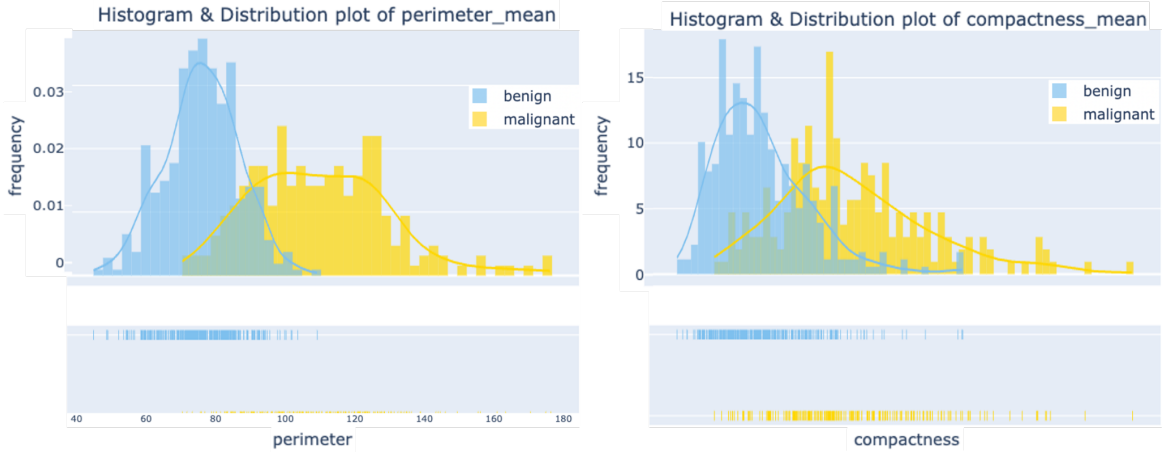 Histogram & Distribution plot of perimeter_mean
0.03
0.02
0.01
0
frequency
benign
malignant
40 60 80 100 120 140 160 180
perimeter
Histogram & Distribution plot of compactness_mean
15
10
5
0
frequency
benign
malignant
compactness